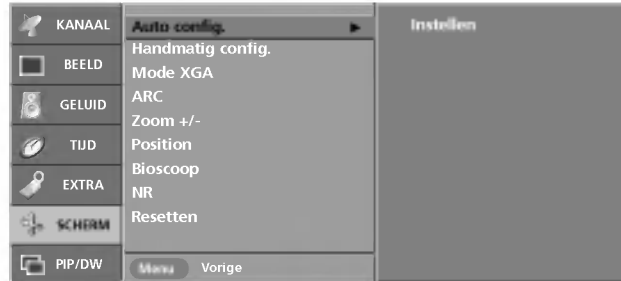 KANAAL
BEELD
GELUID
TIJD
EXTRA
SCHERM
PIP/DW
Auto config.
Handmatig config.
Mode XGA
ARC
Zoom +/-
Position
Bioscoop
NR
Resetten
Menu Vorige
Instellen